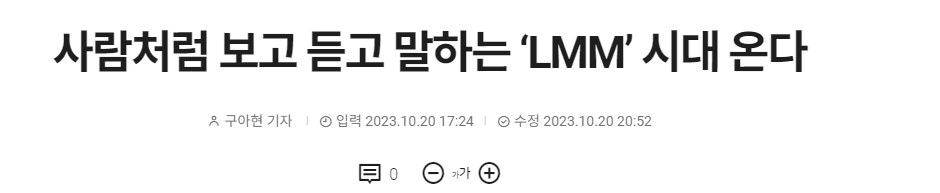 사람처럼 보고 듣고 말하는 ‘LMM’ 시대 온다
구아현 기자 입력 2023.10.20 17:24 수정 2023.10.20 20:52
0 가가